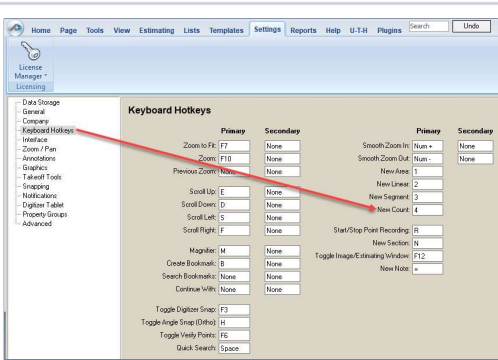 Home Page Tools View Estimating Lists Templates Settings Reports Help U-T-H Plugins Search Undo
License
Manager
Licensing
Data Storage
General
Company
Keyboard Hotkeys
Interface
Zoom / Pan
Annotations
Graphics
Takeoff Tools
Snapping
Notifications
Digitizer Tablet
Property Groups
Advanced
Keyboard Hotkeys
Primary Secondary
Zoom to Fit: F7 None
Zoom: F10 None
Previous Zoom: None None
Scroll Up: E None
Scroll Down: D None
Scroll Left: S None
Scroll Right: F None
Magnifier: M None
Create Bookmark: B None
Search Bookmarks: None None
Continue With: None None
Toggle Digitizer Snap: F3
Toggle Angle Snap (Ortho): H
Toggle Verify Points: F6
Quick Search: Space
Primary Secondary
Smooth Zoom In: Num + None
Smooth Zoom Out: Num - None
New Area: 1
New Linear: 2
New Segment: 3
New Count: 4
Start/Stop Point Recording: R
New Section: N
Toggle Image/Estimating Window: F12
New Note: =